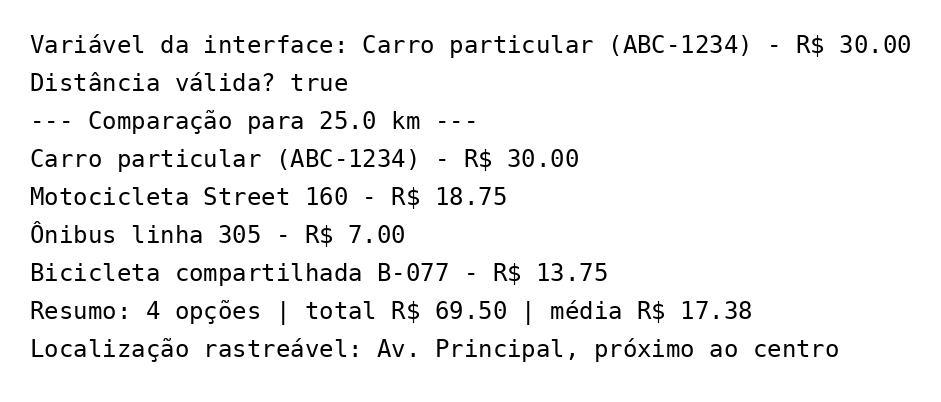 Variável da interface: Carro particular (ABC-1234) - R$ 30.00
Distância válida? true
--- Comparação para 25.0 km ---
Carro particular (ABC-1234) - R$ 30.00
Motocicleta Street 160 - R$ 18.75
Ônibus linha 305 - R$ 7.00
Bicicleta compartilhada B-077 - R$ 13.75
Resumo: 4 opções | total R$ 69.50 | média R$ 17.38
Localização rastreável: Av. Principal, próximo ao centro